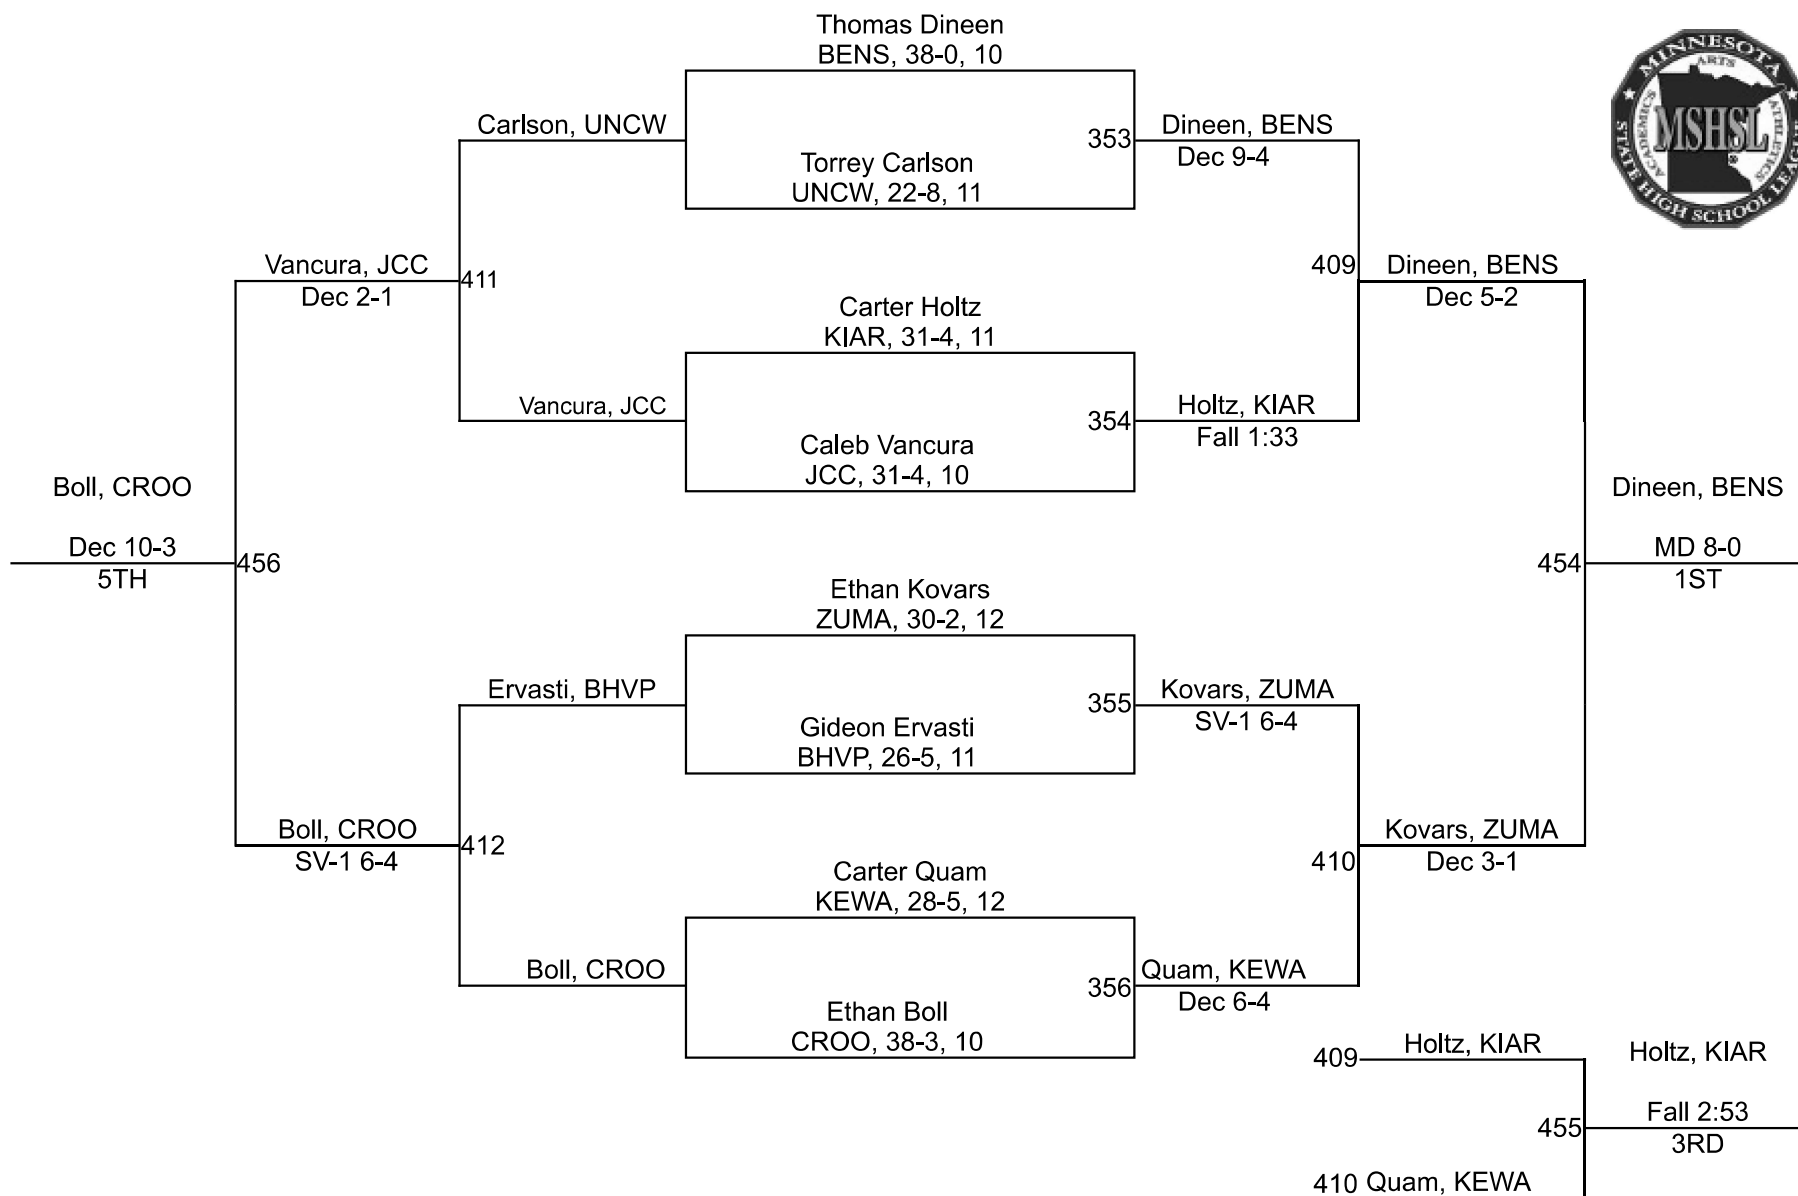 Thomas Dineen
BENS, 38-0, 10
MINNESOTA
STATE HIGH SCHOOL LEAGUE
ARTS
ACADEMICS
ATHLETICS
MSHSL
®
Carlson, UNCW
353
Dineen, BENS
Dec 9-4
Torrey Carlson
UNCW, 22-8, 11
Vancura, JCC
Dec 2-1
411
409
Dineen, BENS
Dec 5-2
Carter Holtz
KIAR, 31-4, 11
Vancura, JCC
354
Holtz, KIAR
Fall 1:33
Caleb Vancura
JCC, 31-4, 10
Boll, CROO
Dec 10-3
5TH
456
454
Dineen, BENS
MD 8-0
1ST
Ethan Kovars
ZUMA, 30-2, 12
Ervasti, BHVP
355
Kovars, ZUMA
SV-1 6-4
Gideon Ervasti
BHVP, 26-5, 11
Boll, CROO
SV-1 6-4
412
410
Kovars, ZUMA
Dec 3-1
Carter Quam
KEWA, 28-5, 12
Boll, CROO
356
Quam, KEWA
Dec 6-4
Ethan Boll
CROO, 38-3, 10
409
Holtz, KIAR
Holtz, KIAR
455
Fall 2:53
3RD
410
Quam, KEWA